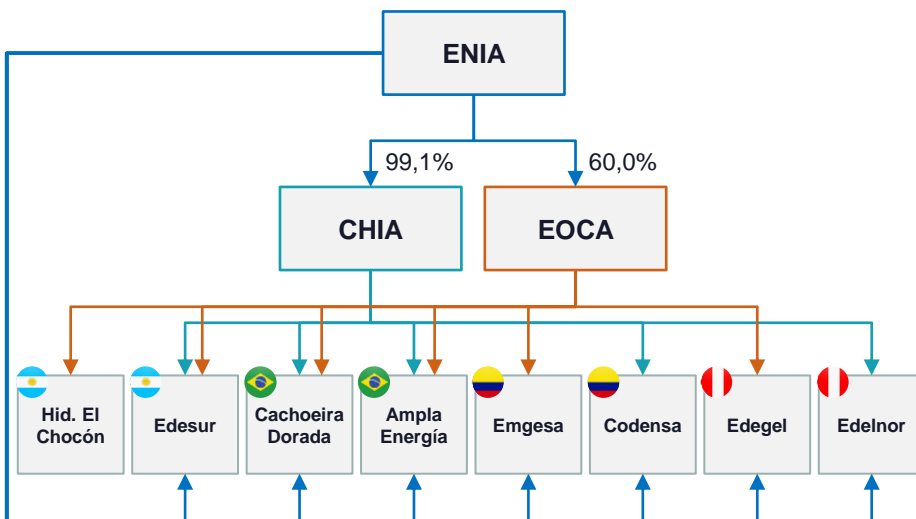 ENIA
99,1%
60,0%
CHIA
EOCA
Hid. El
Chocón
Edesur
Cachoeira
Dorada
Ampla
Energía
Emgesa
Codensa
Edegel
Edelnor